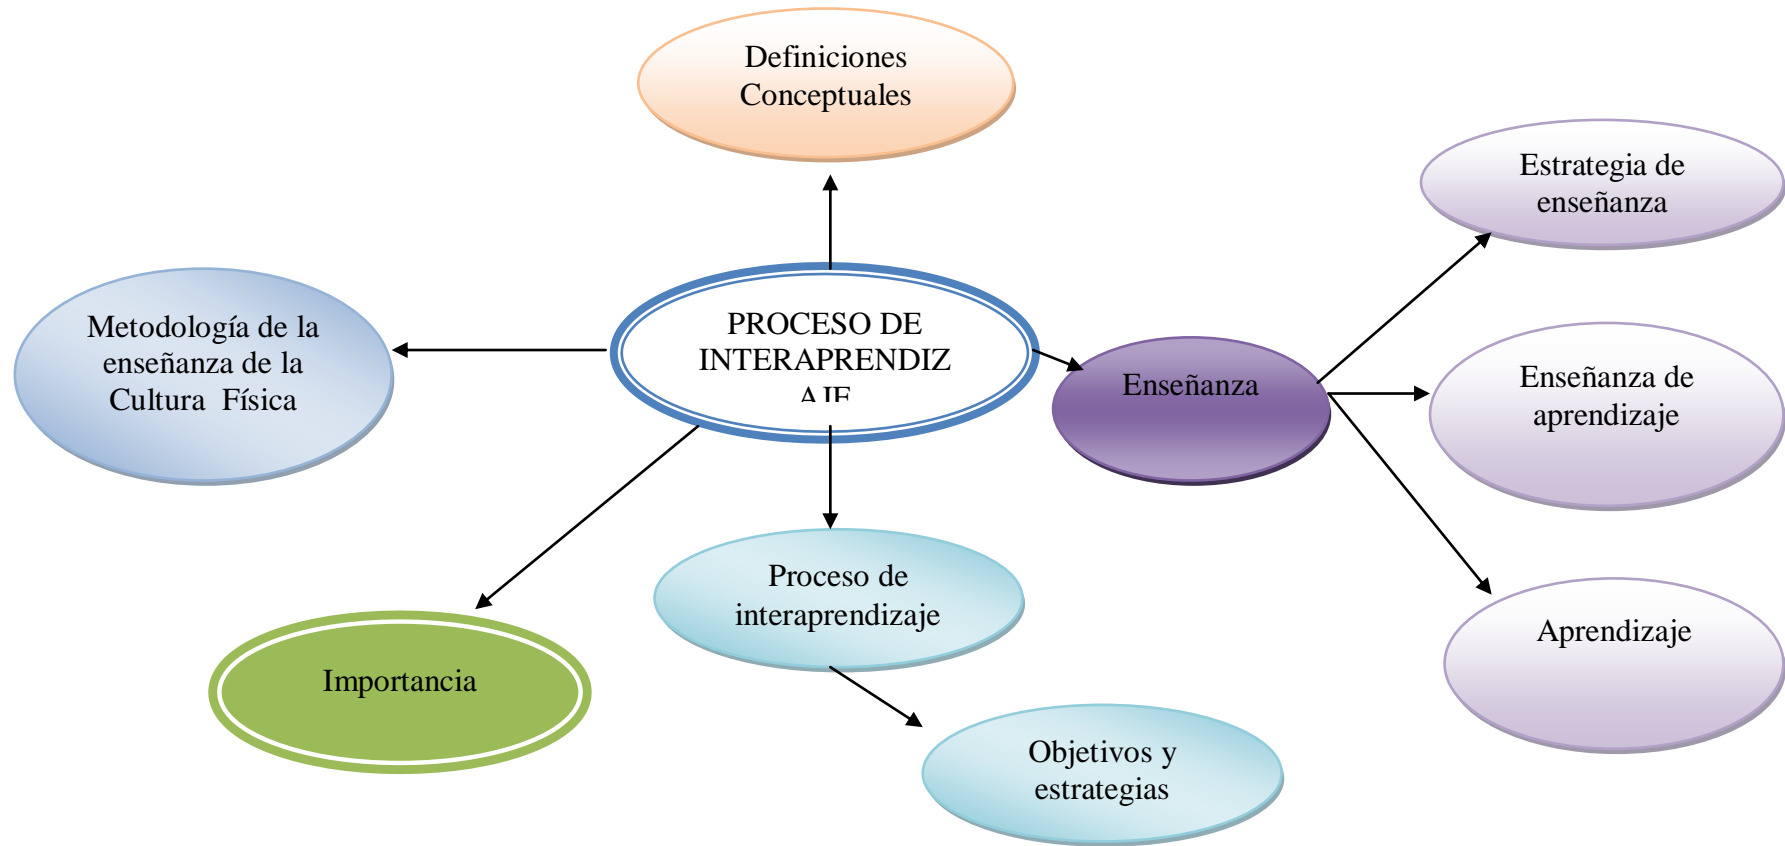 Definiciones
Conceptuales
Estrategia de
enseñanza
Metodología de la
enseñanza de la
Cultura  Física
PROCESO DE
INTERAPRENDIZ
AJE
Enseñanza
Enseñanza de
aprendizaje
Proceso de
interaprendizaje
Aprendizaje
Importancia
Objetivos y
estrategias